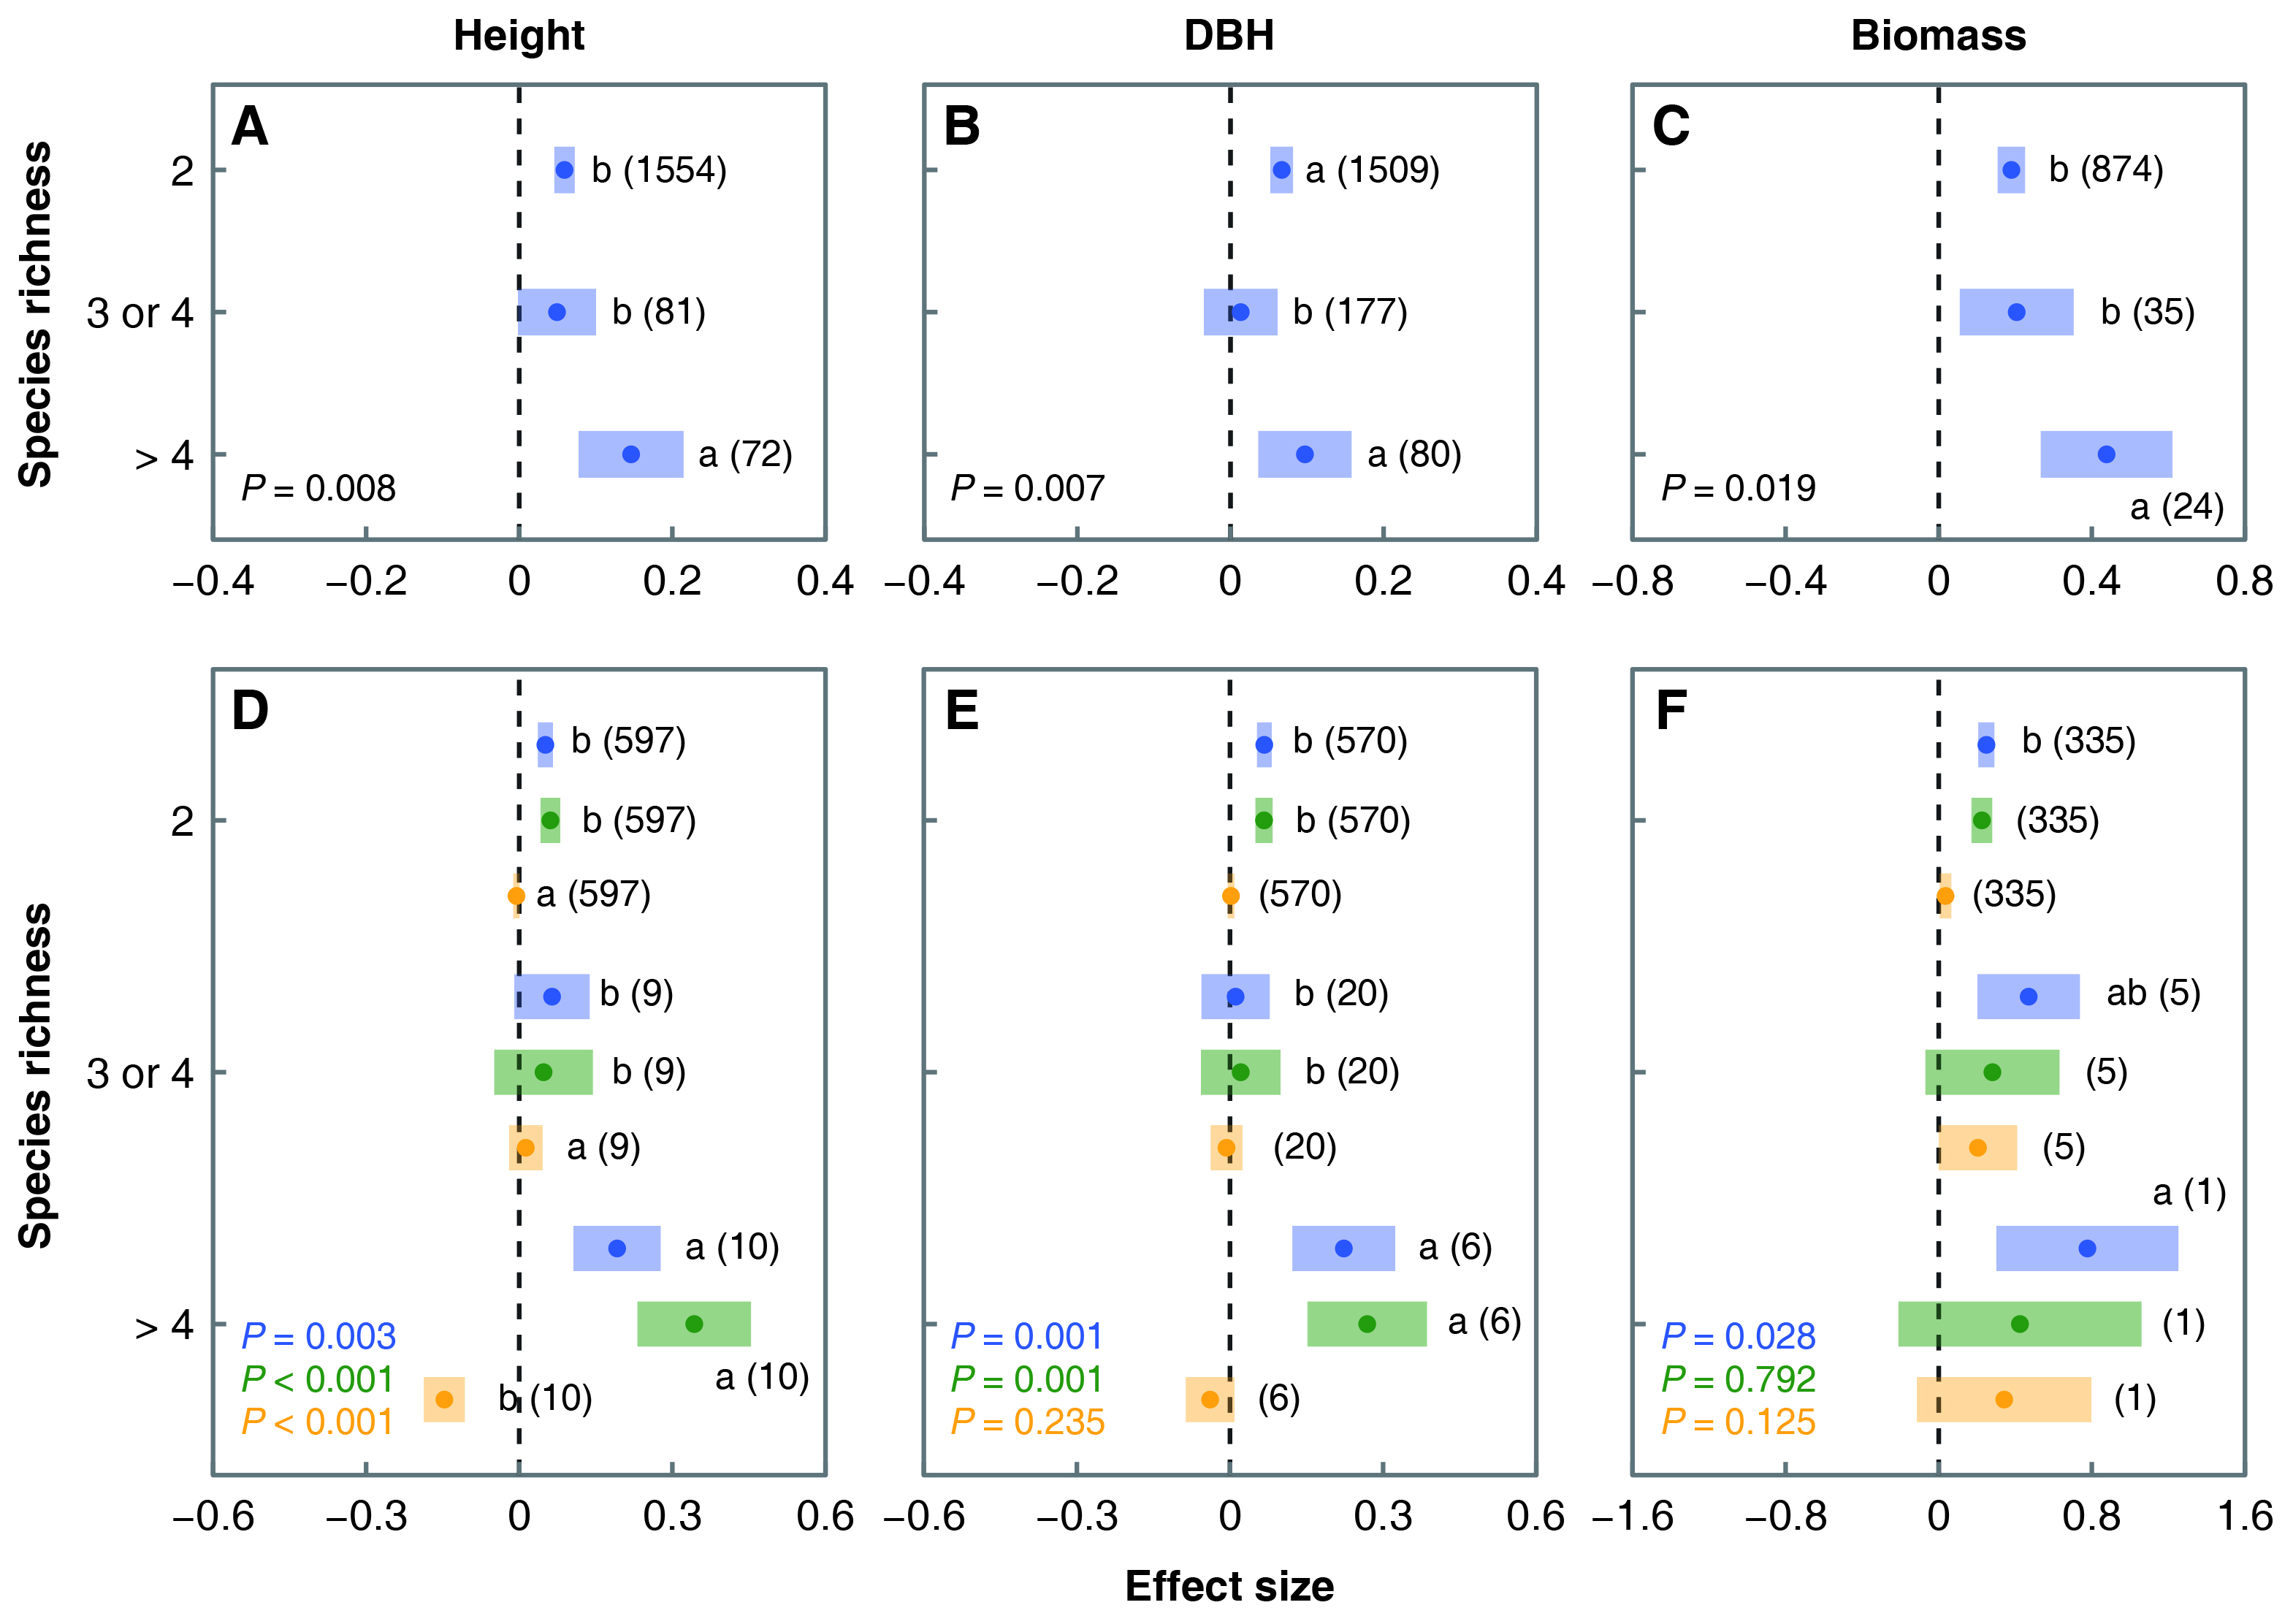 Height DBH Biomass
A B C
Species richness
2 b (1554) a (1509) b (874)
3 or 4 b (81) b (177) b (35)
> 4 a (72) a (80)
P = 0.008 P = 0.007 P = 0.019
a (24)
−0.4 −0.2 0 0.2 0.4 −0.4 −0.2 0 0.2 0.4 −0.8 −0.4 0 0.4 0.8
D E F
Species richness
b (597) b (570) b (335)
2 b (597) b (570) (335)
a (597) (570) (335)
b (9) b (20) ab (5)
3 or 4 b (9) b (20) (5)
a (9) (20) (5)
a (1)
a (10) a (6)
> 4 a (6) (1)
P = 0.003 P = 0.001 P = 0.028
P < 0.001 a (10) P = 0.001 P = 0.792
b (10) (6) (1)
P < 0.001 P = 0.235 P = 0.125
−0.6 −0.3 0 0.3 0.6 −0.6 −0.3 0 0.3 0.6 −1.6 −0.8 0 0.8 1.6
Effect size